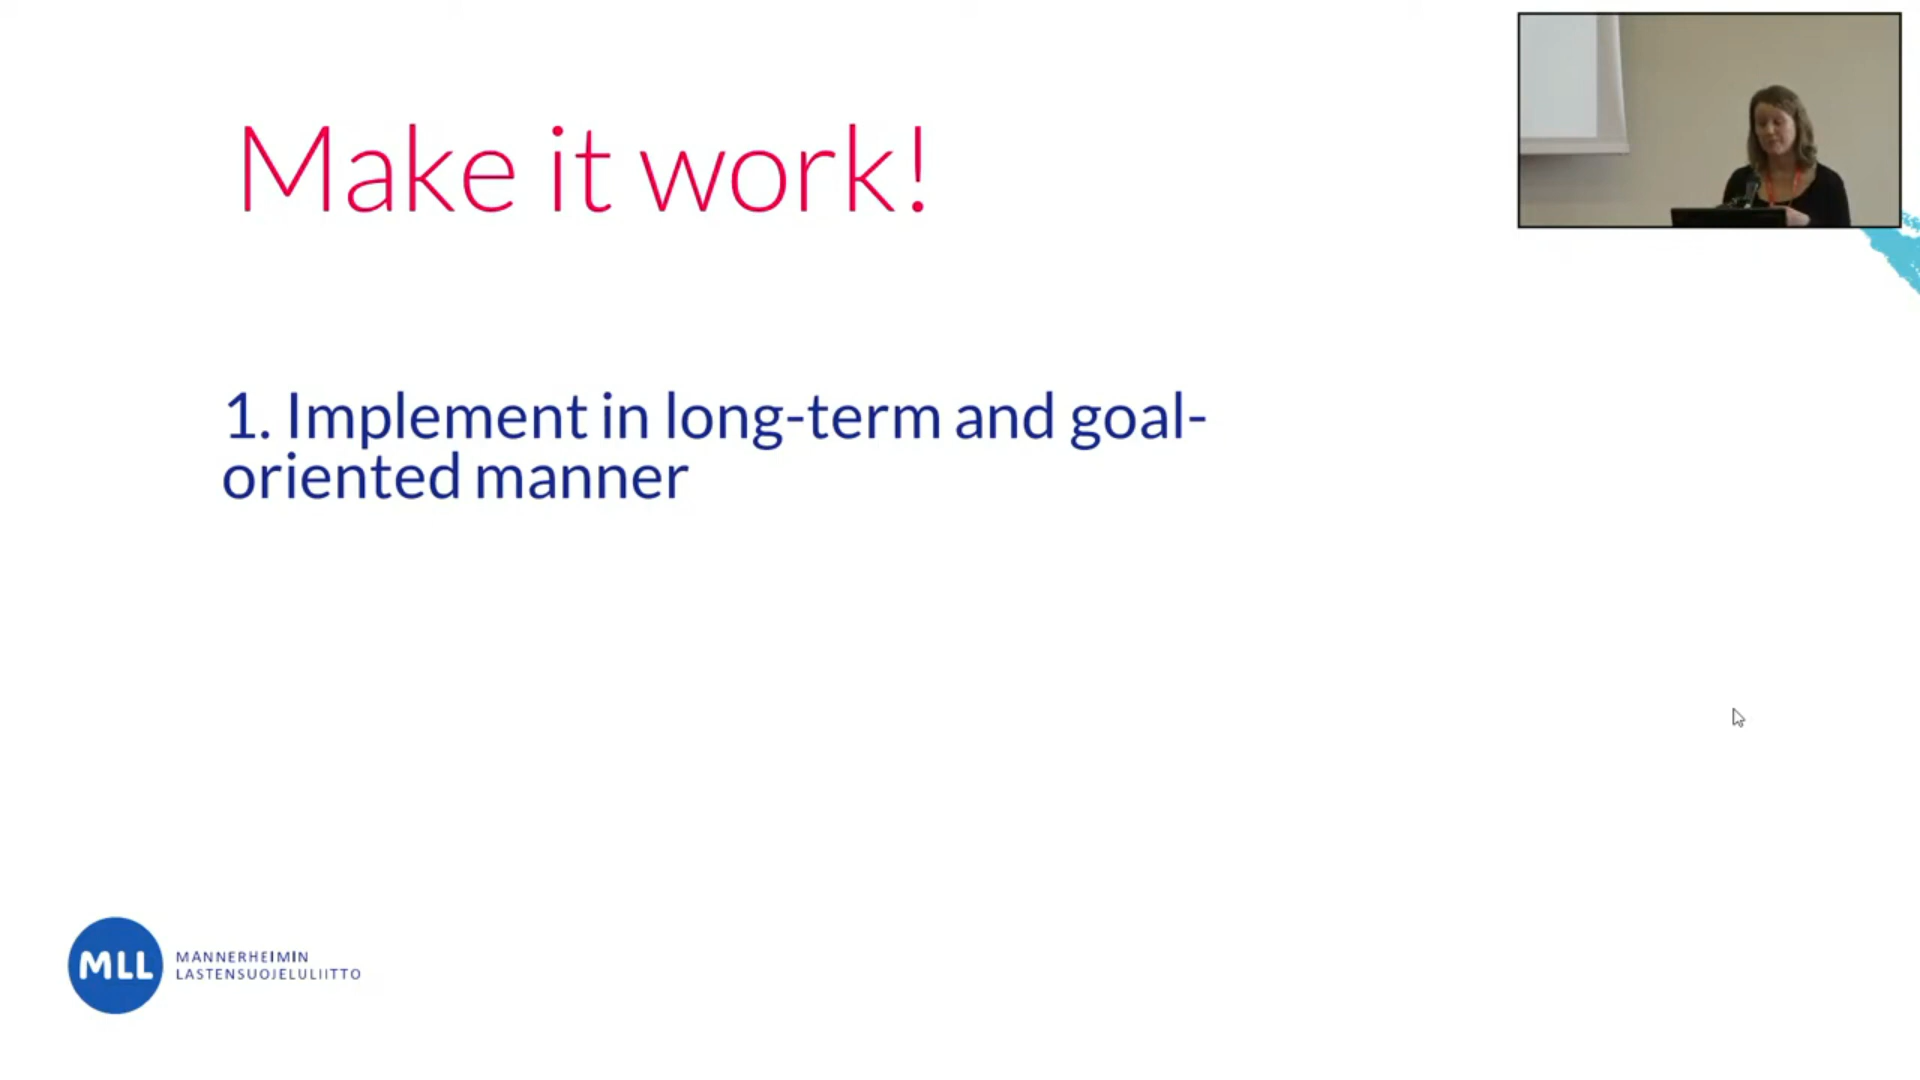 Make it work!
1. Implement in long-term and goal-
oriented manner
MLL
MANNERHEIMIN
LASTENSUOJELULIITTO